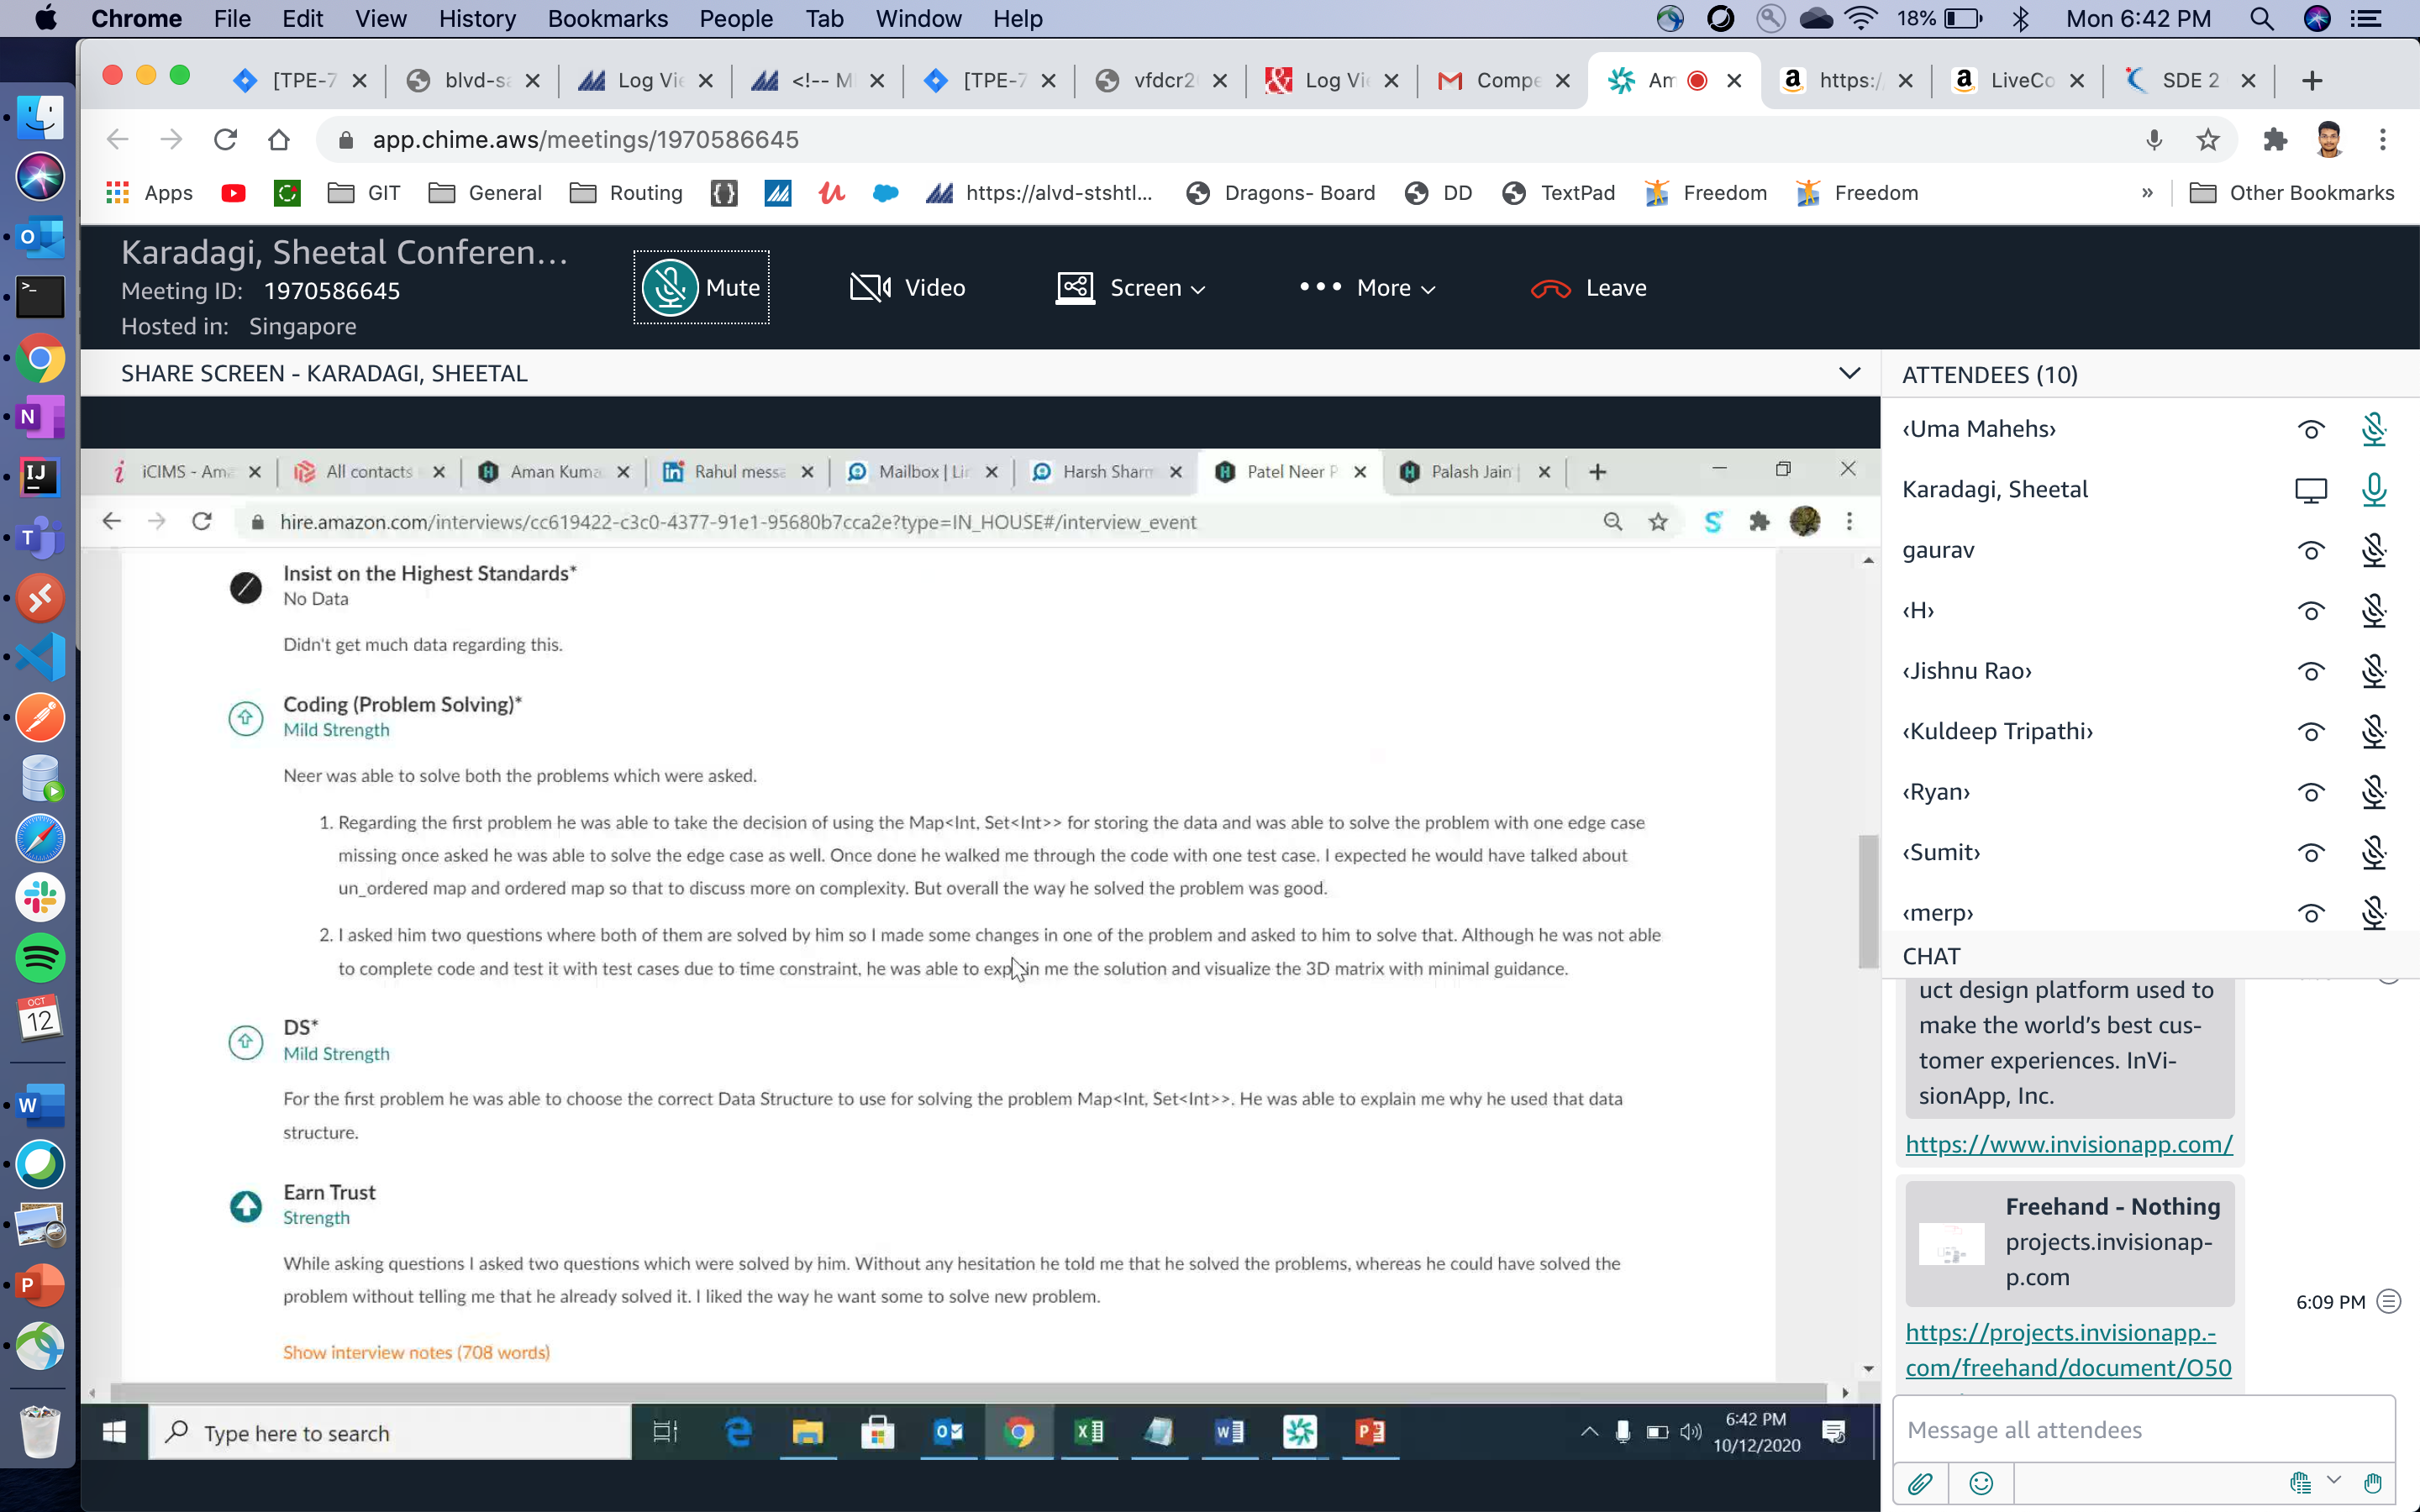 Chrome File Edit View History Bookmarks People Tab Window Help 18% Mon 6:42 PM
[TPE-7 blvd-sa Log Vie <!-- M [TPE-7 vfdcr2 Log Vie Compe Am https:/ LiveCo SDE 2
app.chime.aws/meetings/1970586645
Apps GIT General Routing https://alvd-stshtl... Dragons- Board DD TextPad Freedom Freedom » Other Bookmarks
Karadagi, Sheetal Conferen...
Meeting ID: 1970586645
Hosted in: Singapore
Mute Video Screen More Leave
SHARE SCREEN - KARADAGI, SHEETAL
iCIMS - Ama All contacts Aman Kuma Rahul messa Mailbox | Lin Harsh Sharm Patel Neer P Palash Jain |
hire.amazon.com/interviews/cc619422-c3c0-4377-91e1-95680b7cca2e?type=IN_HOUSE#/interview_event
Insist on the Highest Standards*
No Data
Didn't get much data regarding this.
Coding (Problem Solving)*
Mild Strength
Neer was able to solve both the problems which were asked.
1. Regarding the first problem he was able to take the decision of using the Map<Int, Set<Int>> for storing the data and was able to solve the problem with one edge case
missing once asked he was able to solve the edge case as well. Once done he walked me through the code with one test case. I expected he would have talked about
un_ordered map and ordered map so that to discuss more on complexity. But overall the way he solved the problem was good.
2. I asked him two questions where both of them are solved by him so I made some changes in one of the problem and asked to him to solve that. Although he was not able
to complete code and test it with test cases due to time constraint, he was able to explain me the solution and visualize the 3D matrix with minimal guidance.
DS*
Mild Strength
For the first problem he was able to choose the correct Data Structure to use for solving the problem Map<Int, Set<Int>>. He was able to explain me why he used that data
structure.
Earn Trust
Strength
While asking questions I asked two questions which were solved by him. Without any hesitation he told me that he solved the problems, whereas he could have solved the
problem without telling me that he already solved it. I liked the way he want some to solve new problem.
Show interview notes (708 words)
Type here to search
6:42 PM
10/12/2020
ATTENDEES (10)
‹Uma Mahehs›
Karadagi, Sheetal
gaurav
‹H›
‹Jishnu Rao›
‹Kuldeep Tripathi›
‹Ryan›
‹Sumit›
‹merp›
CHAT
uct design platform used to
make the world's best cus-
tomer experiences. InVi-
sionApp, Inc.
https://www.invisionapp.com/
Freehand - Nothing
projects.invisionap-
p.com
6:09 PM
https://projects.invisionapp.-
com/freehand/document/O50
Message all attendees
OCT
12